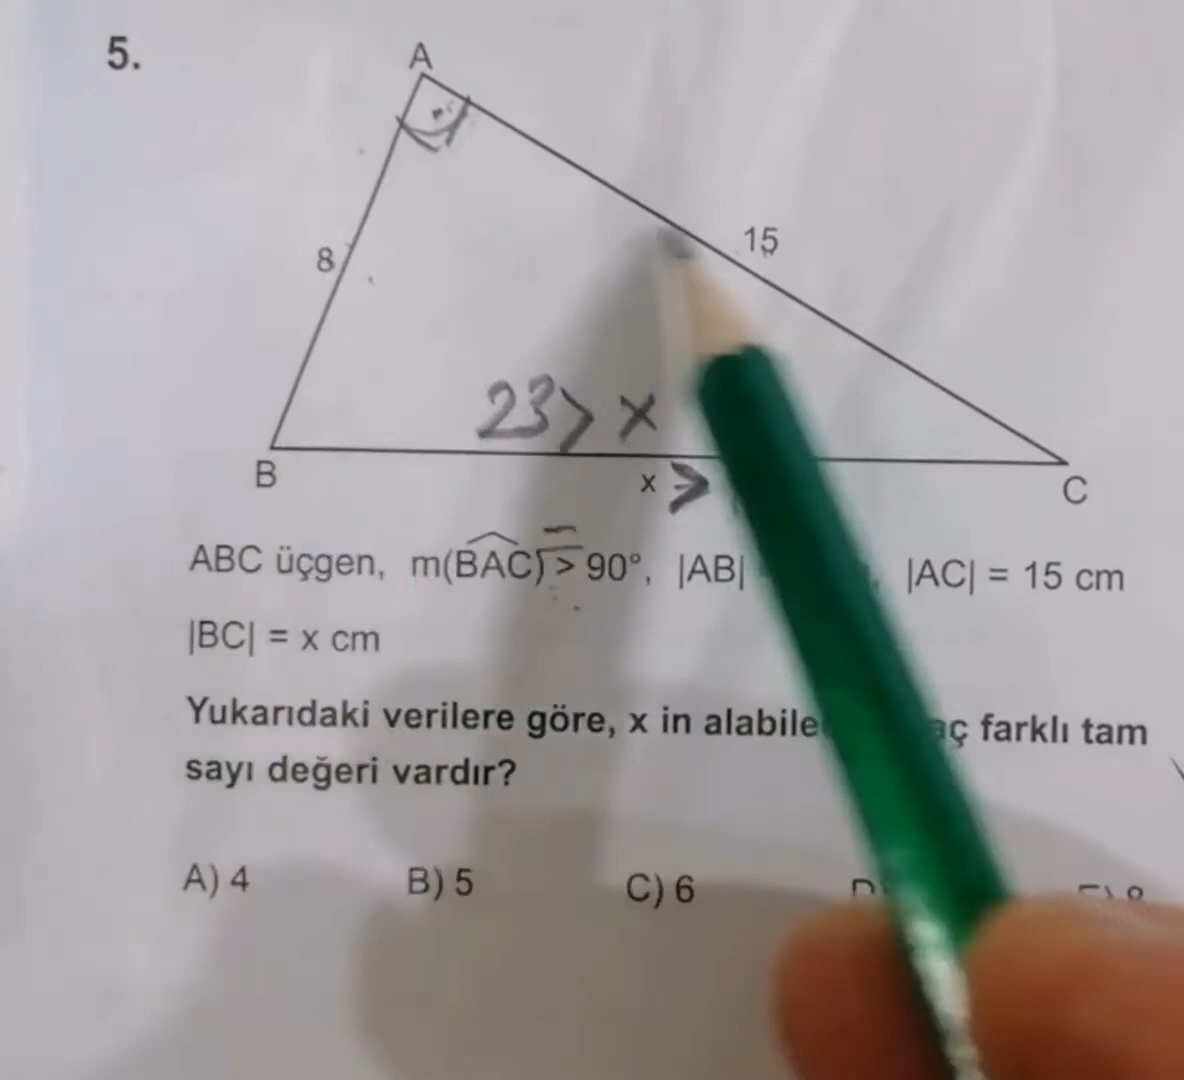 5.
A
8
15
23 > x
B
x >
C
ABC üçgen, m(BAC) > 90°, |AB| |AC| = 15 cm
|BC| = x cm
Yukarıdaki verilere göre, x in farklı tam
sayı değeri vardır?
A) 4 B) 5 C) 6